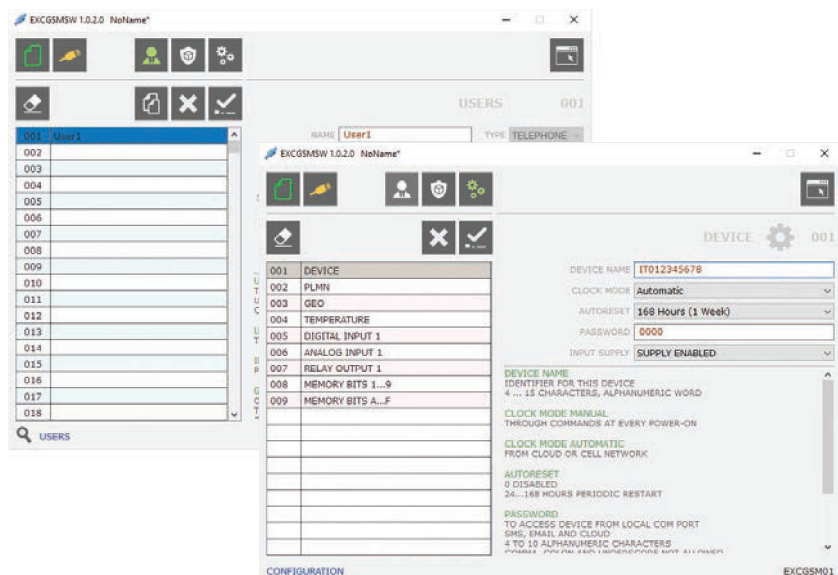 EXCGSMSW 1.0.2.0 NoName*
USERS 001
NAME User1 TYPE TELEPHONE
001 User1
002
003
004
005
006
007
008
009
010
011
012
013
014
015
016
017
018
USERS
EXCGSMSW 1.0.2.0 NoName*
DEVICE 001
001 DEVICE
002 PLMN
003 GEO
004 TEMPERATURE
005 DIGITAL INPUT 1
006 ANALOG INPUT 1
007 RELAY OUTPUT 1
008 MEMORY BITS 1...9
009 MEMORY BITS A...F
DEVICE NAME IT012345678
CLOCK MODE Automatic
AUTORESET 168 Hours (1 Week)
PASSWORD 0000
INPUT SUPPLY SUPPLY ENABLED
DEVICE NAME
IDENTIFIER FOR THIS DEVICE
4 ... 15 CHARACTERS, ALPHANUMERIC WORD
CLOCK MODE MANUAL
THROUGH COMMANDS AT EVERY POWER-ON
CLOCK MODE AUTOMATIC
FROM CLOUD OR CELL NETWORK
AUTORESET
0 DISABLED
24...168 HOURS PERIODIC RESTART
PASSWORD
TO ACCESS DEVICE FROM LOCAL COM PORT
SMS, EMAIL AND CLOUD
4 TO 10 ALPHANUMERIC CHARACTERS
COMMA, COLON AND UNDERSCORE NOT ALLOWED
CONFIGURATION
EXCGSM01